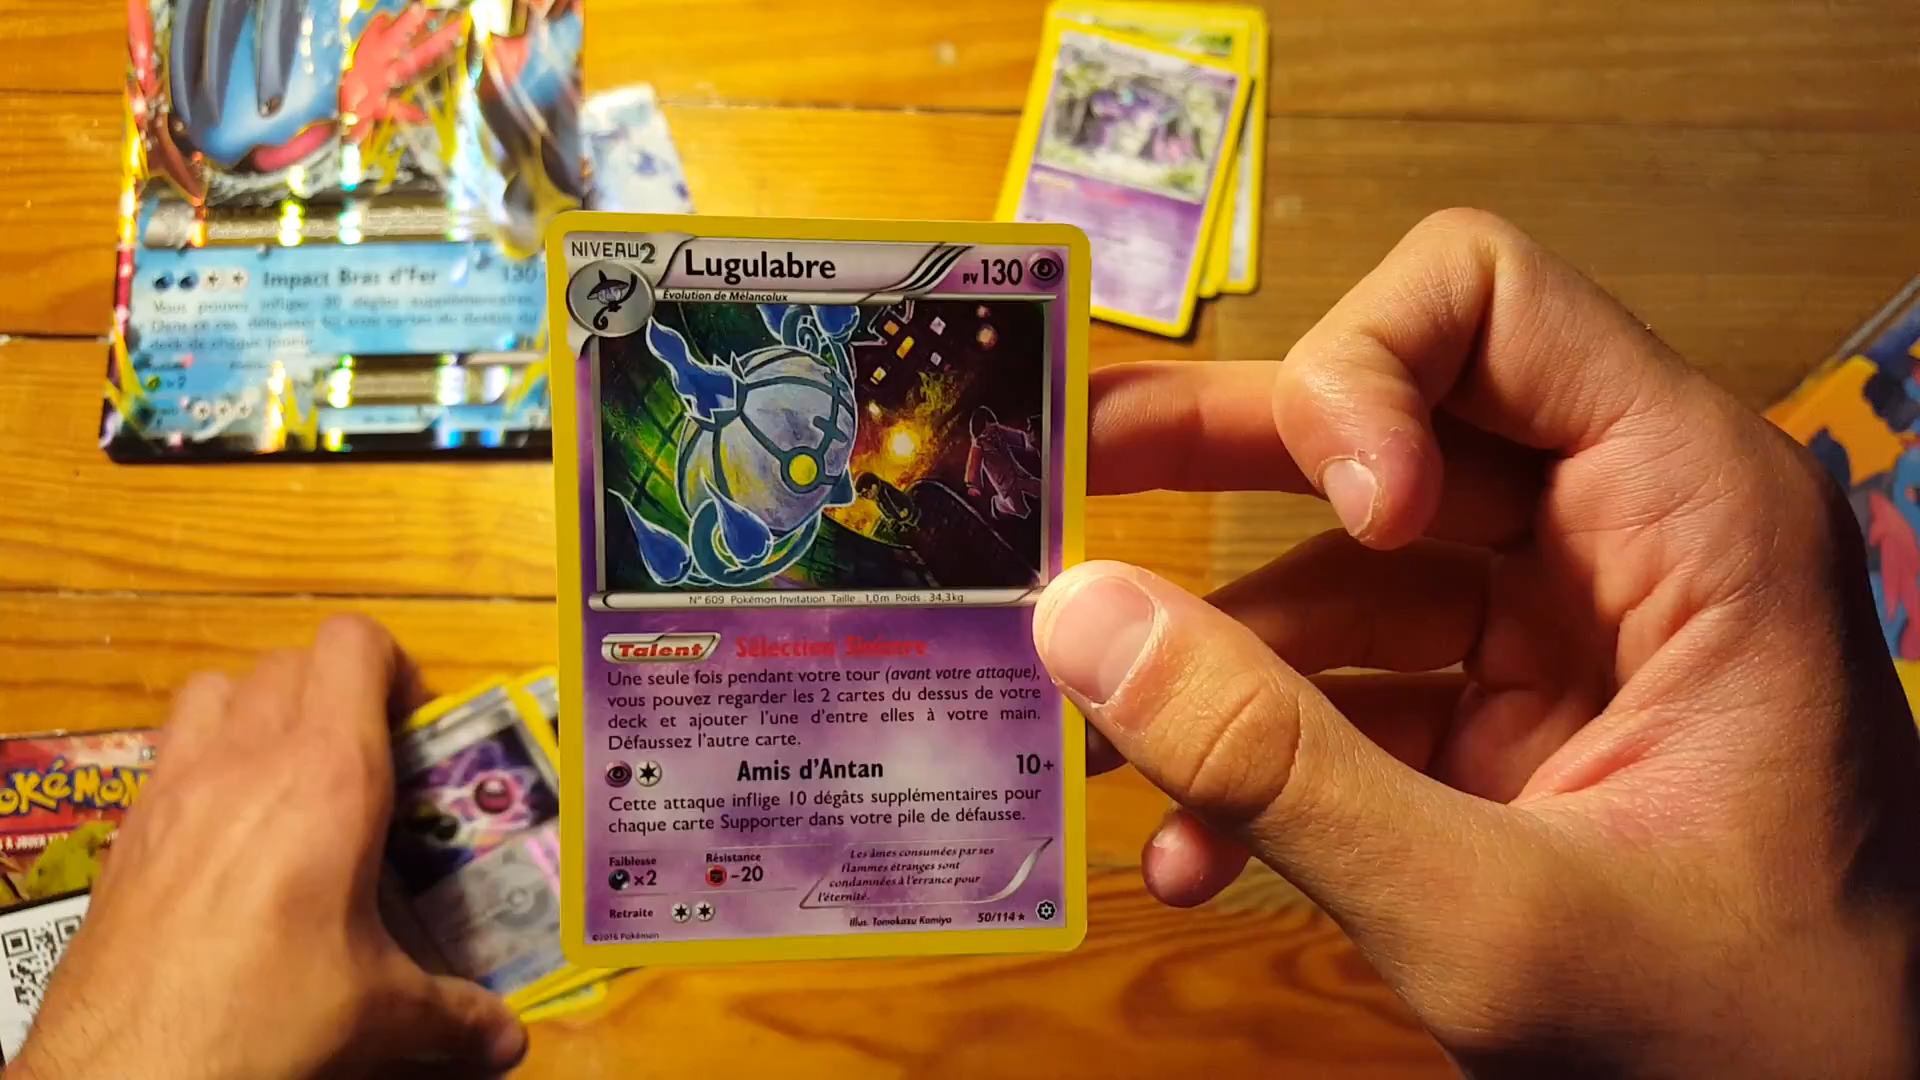 Impact Bras d'Fer 130
NIVEAU2
Lugulabre
PV130
Évolution de Mélancolux
N° 609 Pokémon Invitation Taille : 1,0m Poids : 34,3kg
Talent Sélection Sinistre
Une seule fois pendant votre tour (avant votre attaque),
vous pouvez regarder les 2 cartes du dessus de votre
deck et ajouter l'une d'entre elles à votre main.
Défaussez l'autre carte.
Amis d'Antan 10+
Cette attaque inflige 10 dégâts supplémentaires pour
chaque carte Supporter dans votre pile de défausse.
Faiblesse
×2
Résistance
-20
Les âmes consumées par ses
flammes étranges sont
condamnées à l'errance pour
l'éternité.
Retraite
Illus. Tomokazu Komiya
50/114
©2016 Pokémon